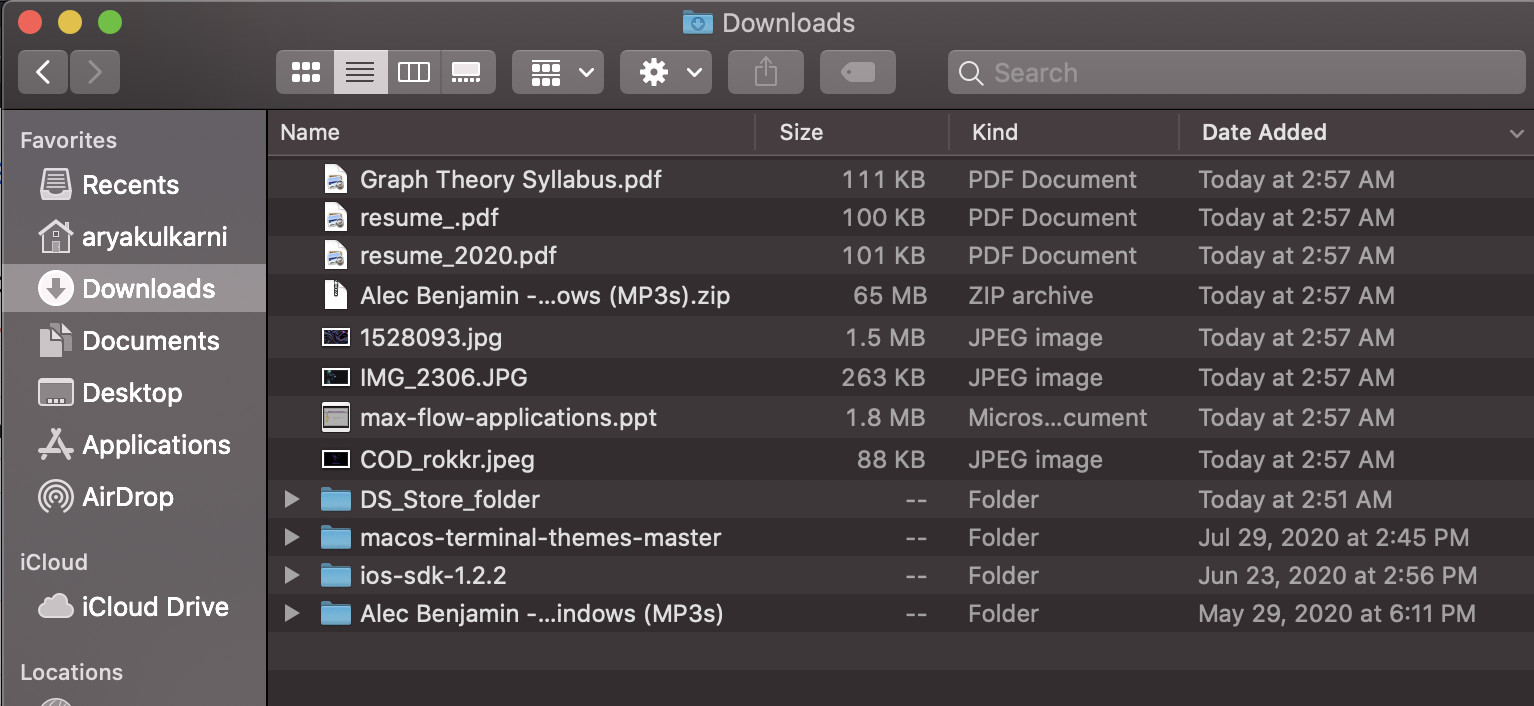 Downloads
Search
Favorites
Recents
aryakulkarni
Downloads
Documents
Desktop
Applications
AirDrop
iCloud
iCloud Drive
Locations
Name Size Kind Date Added
Graph Theory Syllabus.pdf 111 KB PDF Document Today at 2:57 AM
resume_.pdf 100 KB PDF Document Today at 2:57 AM
resume_2020.pdf 101 KB PDF Document Today at 2:57 AM
Alec Benjamin -...ows (MP3s).zip 65 MB ZIP archive Today at 2:57 AM
1528093.jpg 1.5 MB JPEG image Today at 2:57 AM
IMG_2306.JPG 263 KB JPEG image Today at 2:57 AM
max-flow-applications.ppt 1.8 MB Micros...cument Today at 2:57 AM
COD_rokkr.jpeg 88 KB JPEG image Today at 2:57 AM
DS_Store_folder -- Folder Today at 2:51 AM
macos-terminal-themes-master -- Folder Jul 29, 2020 at 2:45 PM
ios-sdk-1.2.2 -- Folder Jun 23, 2020 at 2:56 PM
Alec Benjamin -...indows (MP3s) -- Folder May 29, 2020 at 6:11 PM